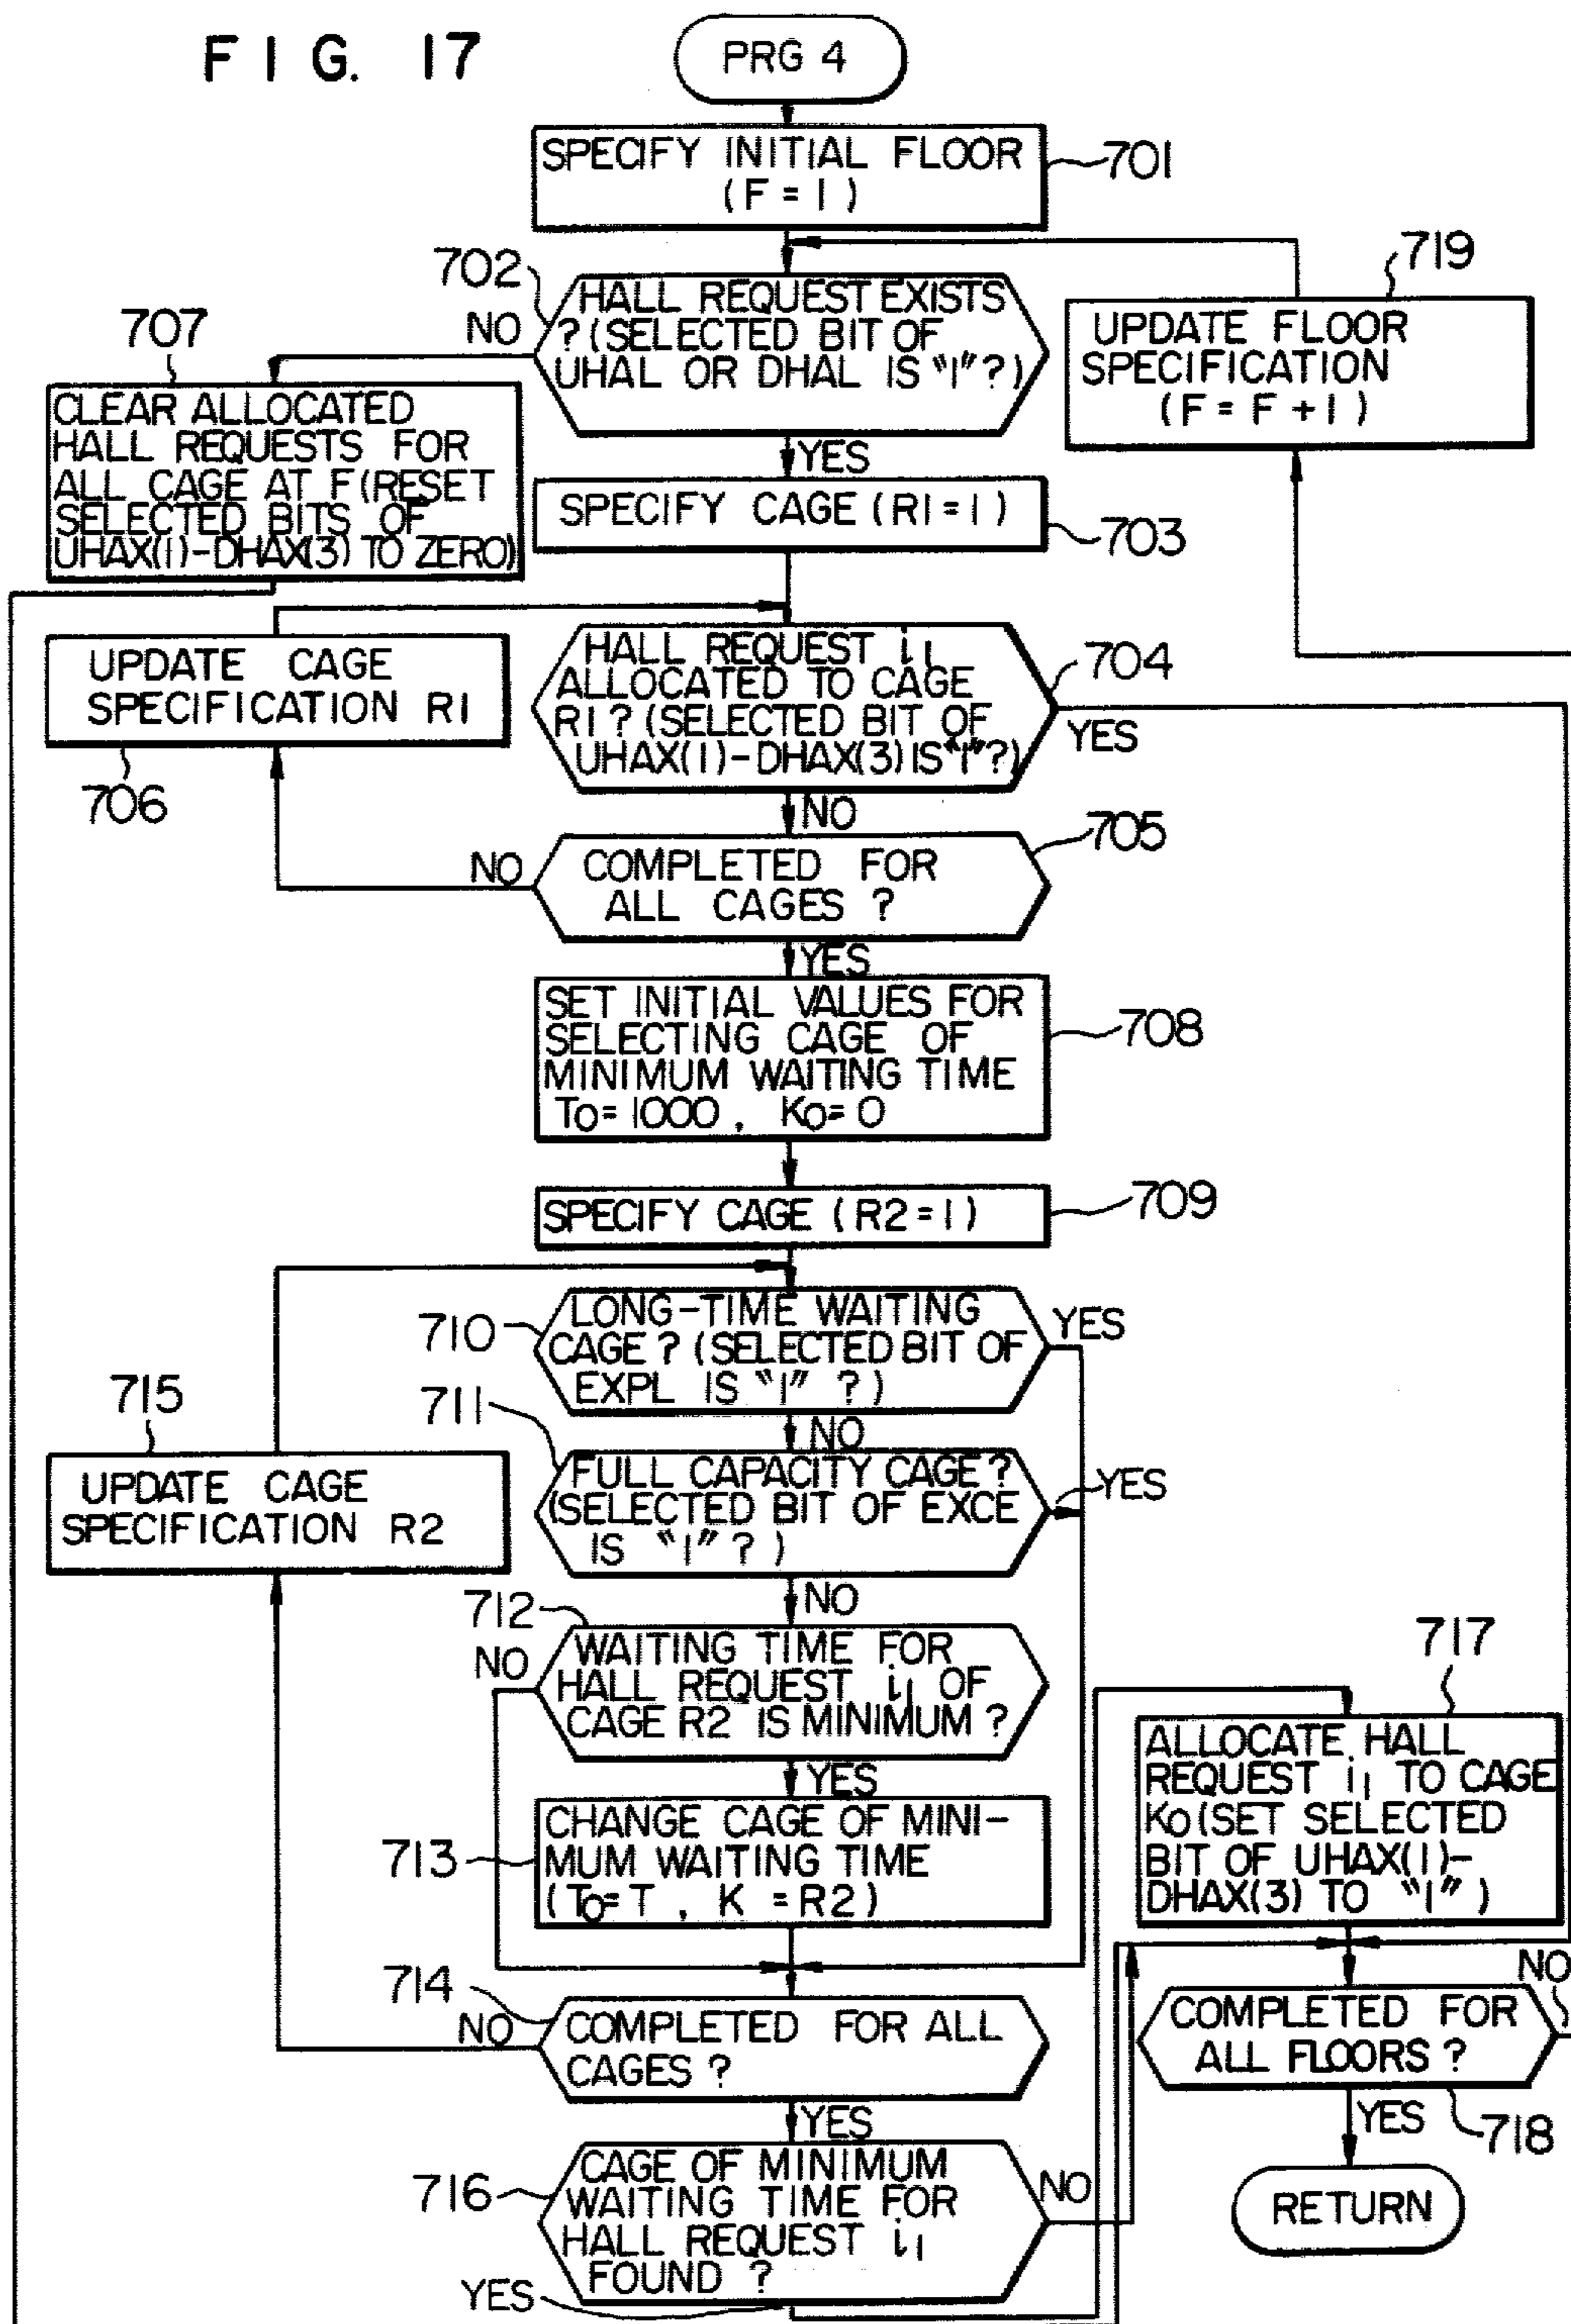 FIG. 17
PRG 4
SPECIFY INITIAL FLOOR
(F = 1)
701
702
HALL REQUEST EXISTS
? (SELECTED BIT OF
UHAL OR DHAL IS "1"?)
NO
YES
719
UPDATE FLOOR
SPECIFICATION
(F = F + 1)
707
CLEAR ALLOCATED
HALL REQUESTS FOR
ALL CAGE AT F (RESET
SELECTED BITS OF
UHAX(1)-DHAX(3) TO ZERO)
SPECIFY CAGE (R1 = 1)
703
UPDATE CAGE
SPECIFICATION R1
706
HALL REQUEST i1
ALLOCATED TO CAGE
R1 ? (SELECTED BIT OF
UHAX(1)-DHAX(3) IS "1"?)
704
YES
NO
COMPLETED FOR
ALL CAGES ?
705
NO
YES
SET INITIAL VALUES FOR
SELECTING CAGE OF
MINIMUM WAITING TIME
To = 1000 , Ko = 0
708
SPECIFY CAGE (R2 = 1)
709
710
LONG-TIME WAITING
CAGE ? (SELECTED BIT OF
EXPL IS "1" ?)
YES
NO
711
FULL CAPACITY CAGE ?
(SELECTED BIT OF EXCE
IS "1" ? )
YES
NO
715
UPDATE CAGE
SPECIFICATION R2
712
WAITING TIME FOR
HALL REQUEST i1 OF
CAGE R2 IS MINIMUM ?
NO
YES
713
CHANGE CAGE OF MINI-
MUM WAITING TIME
(To = T , K = R2)
714
COMPLETED FOR ALL
CAGES ?
NO
YES
716
CAGE OF MINIMUM
WAITING TIME FOR
HALL REQUEST i1
FOUND ?
NO
YES
717
ALLOCATE HALL
REQUEST i1 TO CAGE
Ko (SET SELECTED
BIT OF UHAX(1)-
DHAX(3) TO "1")
COMPLETED FOR
ALL FLOORS ?
NO
YES
718
RETURN